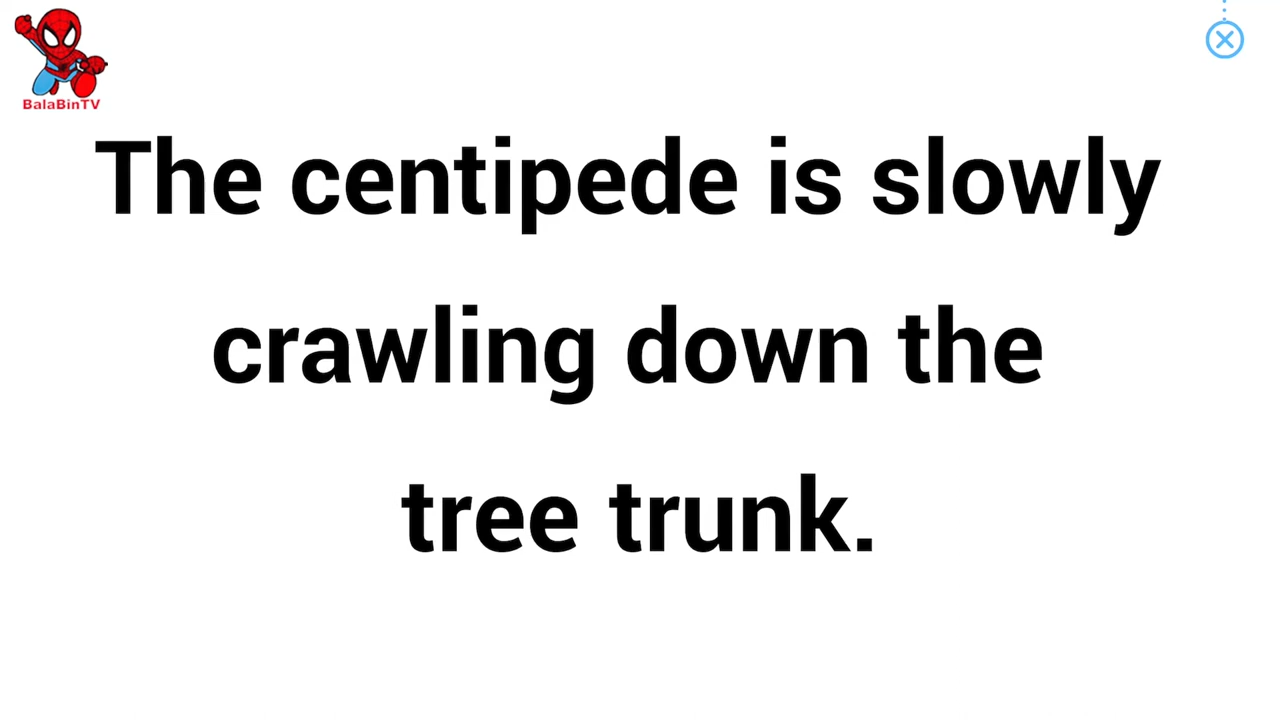 BalaBinTV
The centipede is slowly
crawling down the
tree trunk.